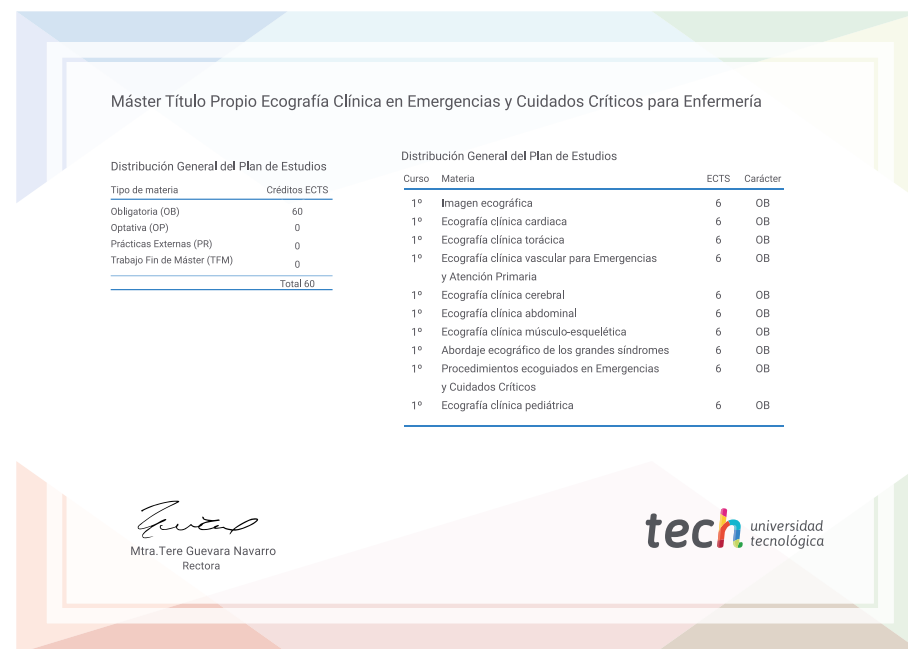 Máster Título Propio Ecografía Clínica en Emergencias y Cuidados Críticos para Enfermería
Distribución General del Plan de Estudios
Tipo de materia Créditos ECTS
Obligatoria (OB) 60
Optativa (OP) 0
Prácticas Externas (PR) 0
Trabajo Fin de Máster (TFM) 0
Total 60
Distribución General del Plan de Estudios
Curso Materia ECTS Carácter
1º Imagen ecográfica 6 OB
1º Ecografía clínica cardiaca 6 OB
1º Ecografía clínica torácica 6 OB
1º Ecografía clínica vascular para Emergencias 6 OB
y Atención Primaria
1º Ecografía clínica cerebral 6 OB
1º Ecografía clínica abdominal 6 OB
1º Ecografía clínica músculo-esquelética 6 OB
1º Abordaje ecográfico de los grandes síndromes 6 OB
1º Procedimientos ecoguiados en Emergencias 6 OB
y Cuidados Críticos
1º Ecografía clínica pediátrica 6 OB
Mtra.Tere Guevara Navarro
Rectora
tech universidad
tecnológica